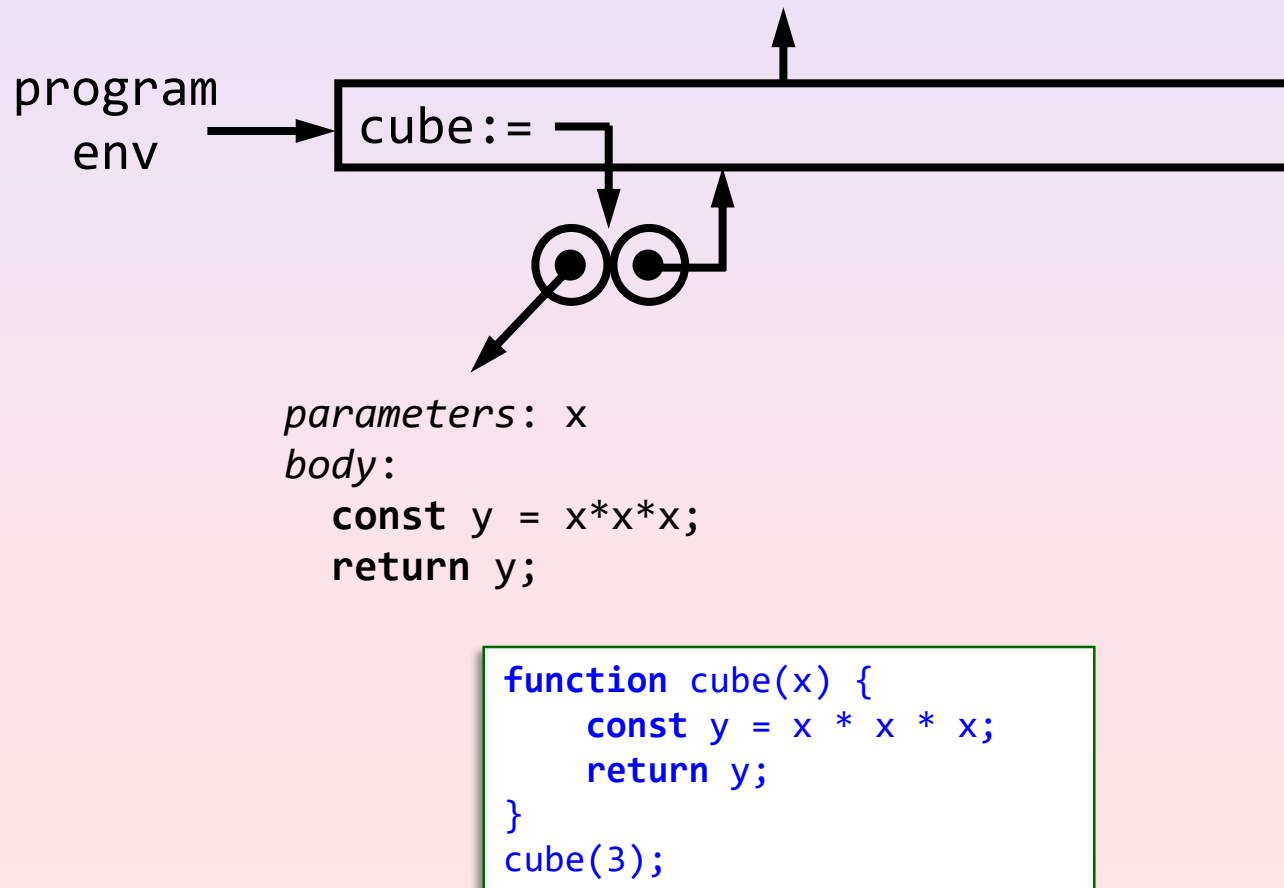 program
env
cube:=
parameters: x
body:
  const y = x*x*x;
  return y;
function cube(x) {
    const y = x * x * x;
    return y;
}
cube(3);